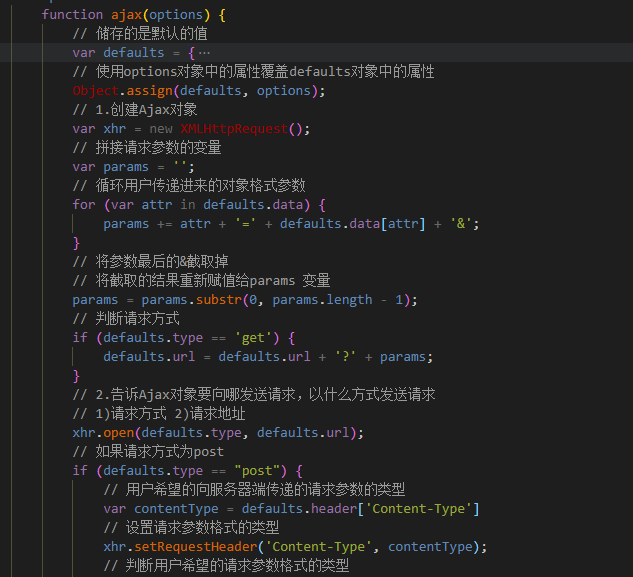 function ajax(options) {
// 储存的是默认的值
var defaults = {…
// 使用options对象中的属性覆盖defaults对象中的属性
Object.assign(defaults, options);
// 1.创建Ajax对象
var xhr = new XMLHttpRequest();
// 拼接请求参数的变量
var params = '';
// 循环用户传递进来的对象格式参数
for (var attr in defaults.data) {
params += attr + '=' + defaults.data[attr] + '&';
}
// 将参数最后的&截取掉
// 将截取的结果重新赋值给params 变量
params = params.substr(0, params.length - 1);
// 判断请求方式
if (defaults.type == 'get') {
defaults.url = defaults.url + '?' + params;
}
// 2.告诉Ajax对象要向哪发送请求，以什么方式发送请求
// 1)请求方式 2)请求地址
xhr.open(defaults.type, defaults.url);
// 如果请求方式为post
if (defaults.type == "post") {
// 用户希望的向服务器端传递的请求参数的类型
var contentType = defaults.header['Content-Type']
// 设置请求参数格式的类型
xhr.setRequestHeader('Content-Type', contentType);
// 判断用户希望的请求参数格式的类型